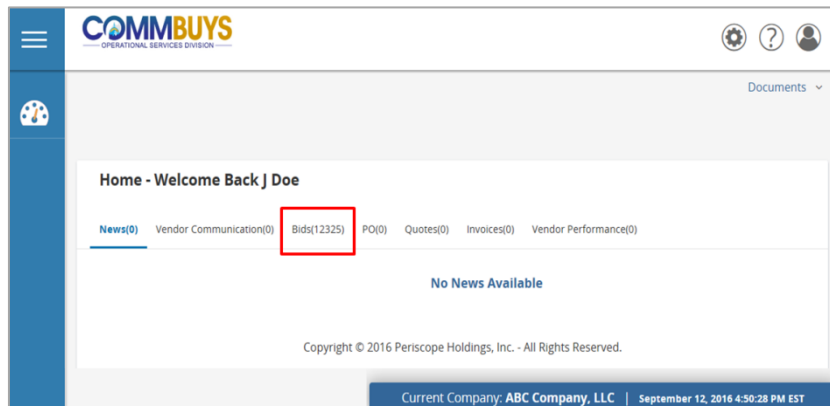 COMMBUYS
OPERATIONAL SERVICES DIVISION
?
Documents
Home - Welcome Back J Doe
News(0) Vendor Communication(0) Bids(12325) PO(0) Quotes(0) Invoices(0) Vendor Performance(0)
No News Available
Copyright © 2016 Periscope Holdings, Inc. - All Rights Reserved.
Current Company: ABC Company, LLC | September 12, 2016 4:50:28 PM EST